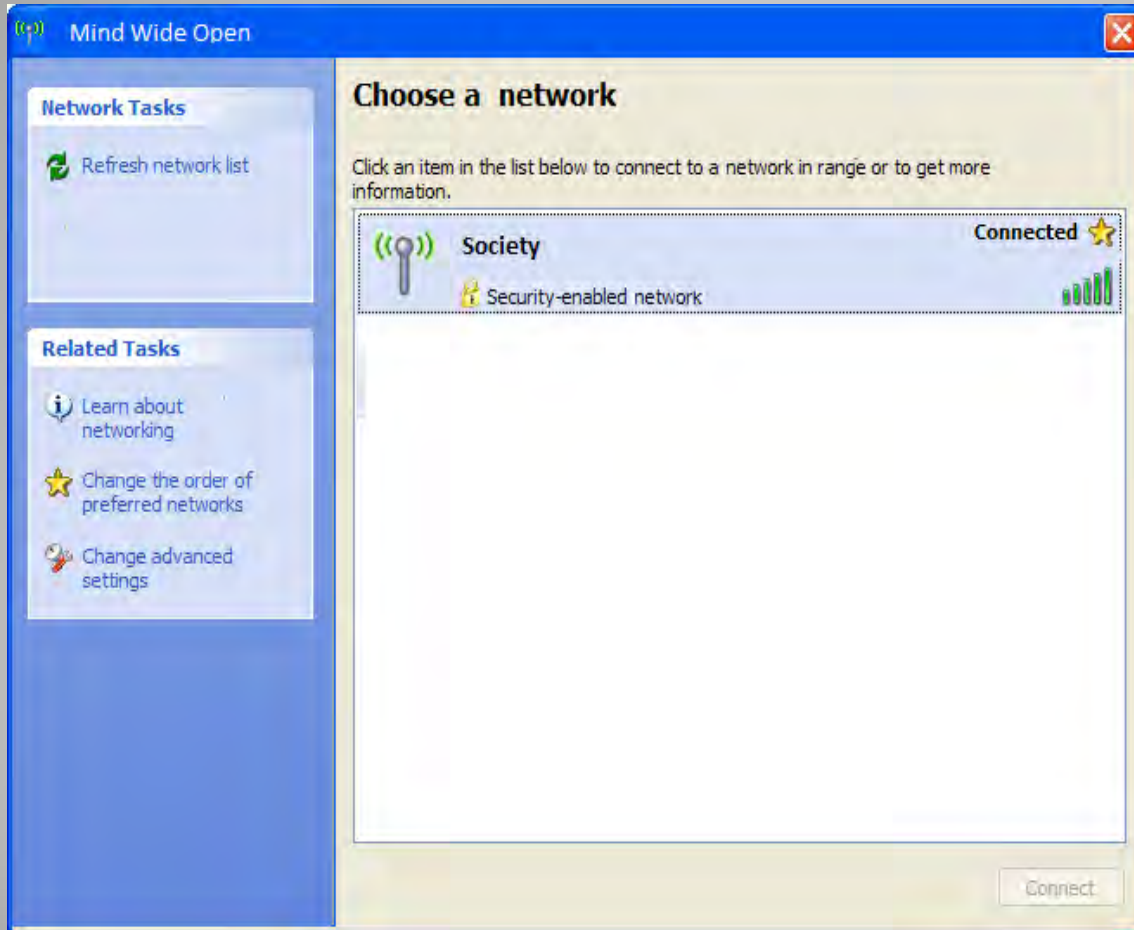 Mind Wide Open
Network Tasks
Refresh network list
Related Tasks
Learn about
networking
Change the order of
preferred networks
Change advanced
settings
Choose a network
Click an item in the list below to connect to a network in range or to get more
information.
Society
Connected
Security-enabled network
Connect